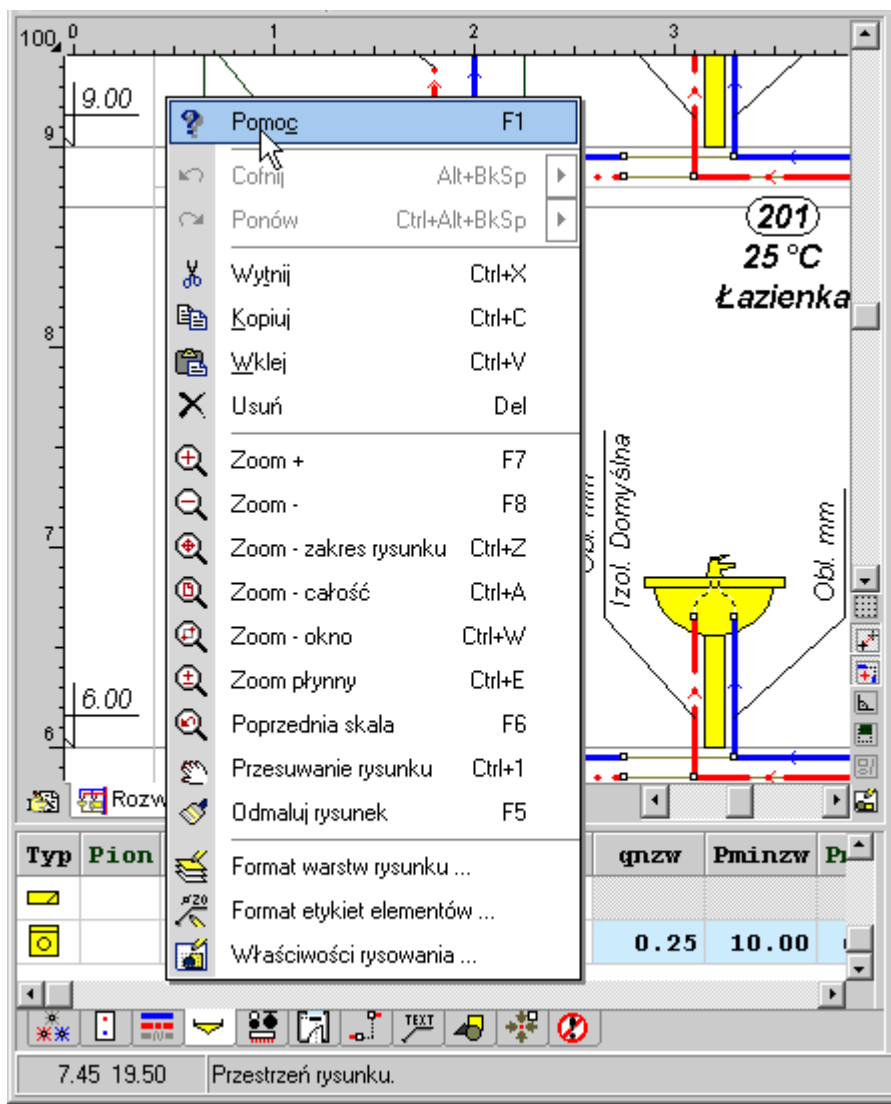 100 0 1 2 3
9.00
9
Pomoc F1
Cofnij Alt+BkSp
Ponów Ctrl+Alt+BkSp
201
25 °C
Łazienka
Wytnij Ctrl+X
Kopiuj Ctrl+C
8
Wklej Ctrl+V
Usuń Del
Zoom + F7
Zoom - F8
Zoom - zakres rysunku Ctrl+Z
Zoom - całość Ctrl+A
Zoom - okno Ctrl+W
Zoom płynny Ctrl+E
Poprzednia skala F6
Przesuwanie rysunku Ctrl+1
Odmaluj rysunek F5
Format warstw rysunku ...
Format etykiet elementów ...
Właściwości rysowania ...
mm
Izol. Domyślna
Obl. mm
7
6.00
6
Rozw
Typ Pion qnzw Pminzw
0.25 10.00
TEXT
7.45 19.50 Przestrzeń rysunku.